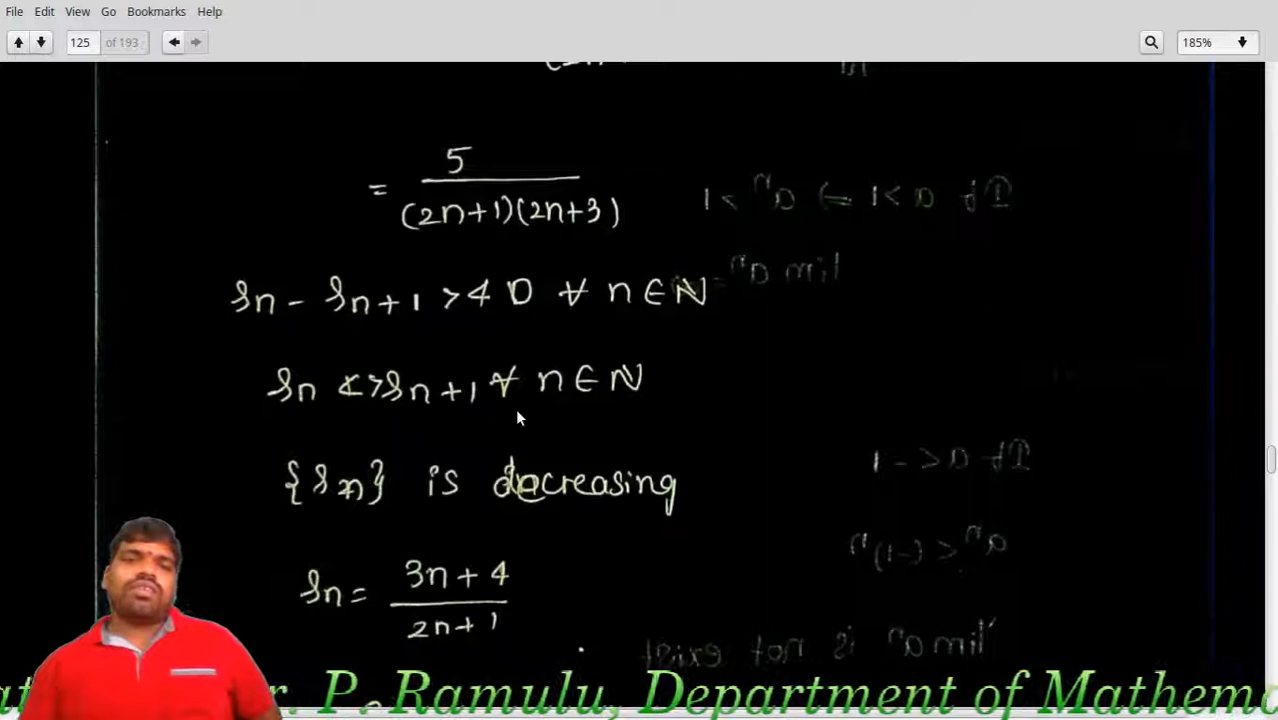 File Edit View Go Bookmarks Help
125 of 193 185%
= 5 / (2n+1)(2n+3)
Sn - Sn+1 > 0 ∀ n ∈ N
Sn > Sn+1 ∀ n ∈ N
{Sn} is decreasing
Sn = 3n+4 / 2n+1
r. P. Ramulu, Department of Mathema